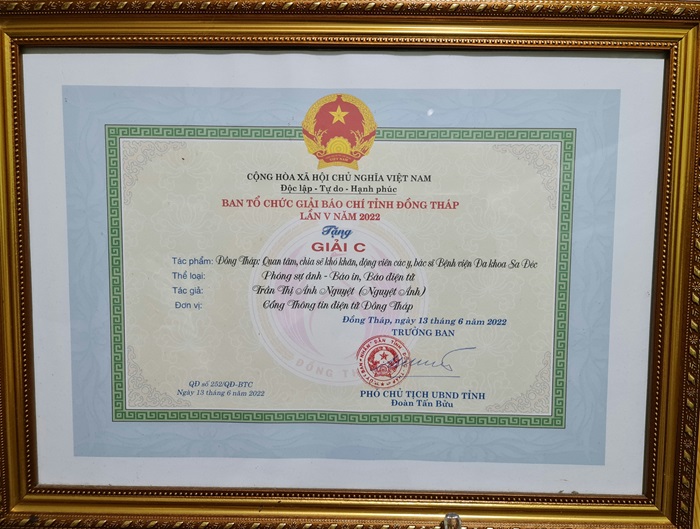 CỘNG HÒA XÃ HỘI CHỦ NGHĨA VIỆT NAM
Độc lập - Tự do - Hạnh phúc
BAN TỔ CHỨC GIẢI BÁO CHÍ TỈNH ĐỒNG THÁP
LẦN V NĂM 2022
Tặng
GIẢI C
Tác phẩm: Đồng Tháp: Quan tâm, chia sẻ khó khăn, động viên các y, bác sĩ Bệnh viện Đa khoa Sa Đéc
Thể loại: Phóng sự ảnh - Báo in, Báo điện tử
Tác giả: Trần Thị Ánh Nguyệt (Nguyệt Ánh)
Đơn vị: Cổng Thông tin điện tử Đồng Tháp
Đồng Tháp, ngày 13 tháng 6 năm 2022
TRƯỞNG BAN
ĐỒNG THÁP
QĐ số 252/QĐ-BTC
Ngày 13 tháng 6 năm 2022
PHÓ CHỦ TỊCH UBND TỈNH
Đoàn Tấn Bửu